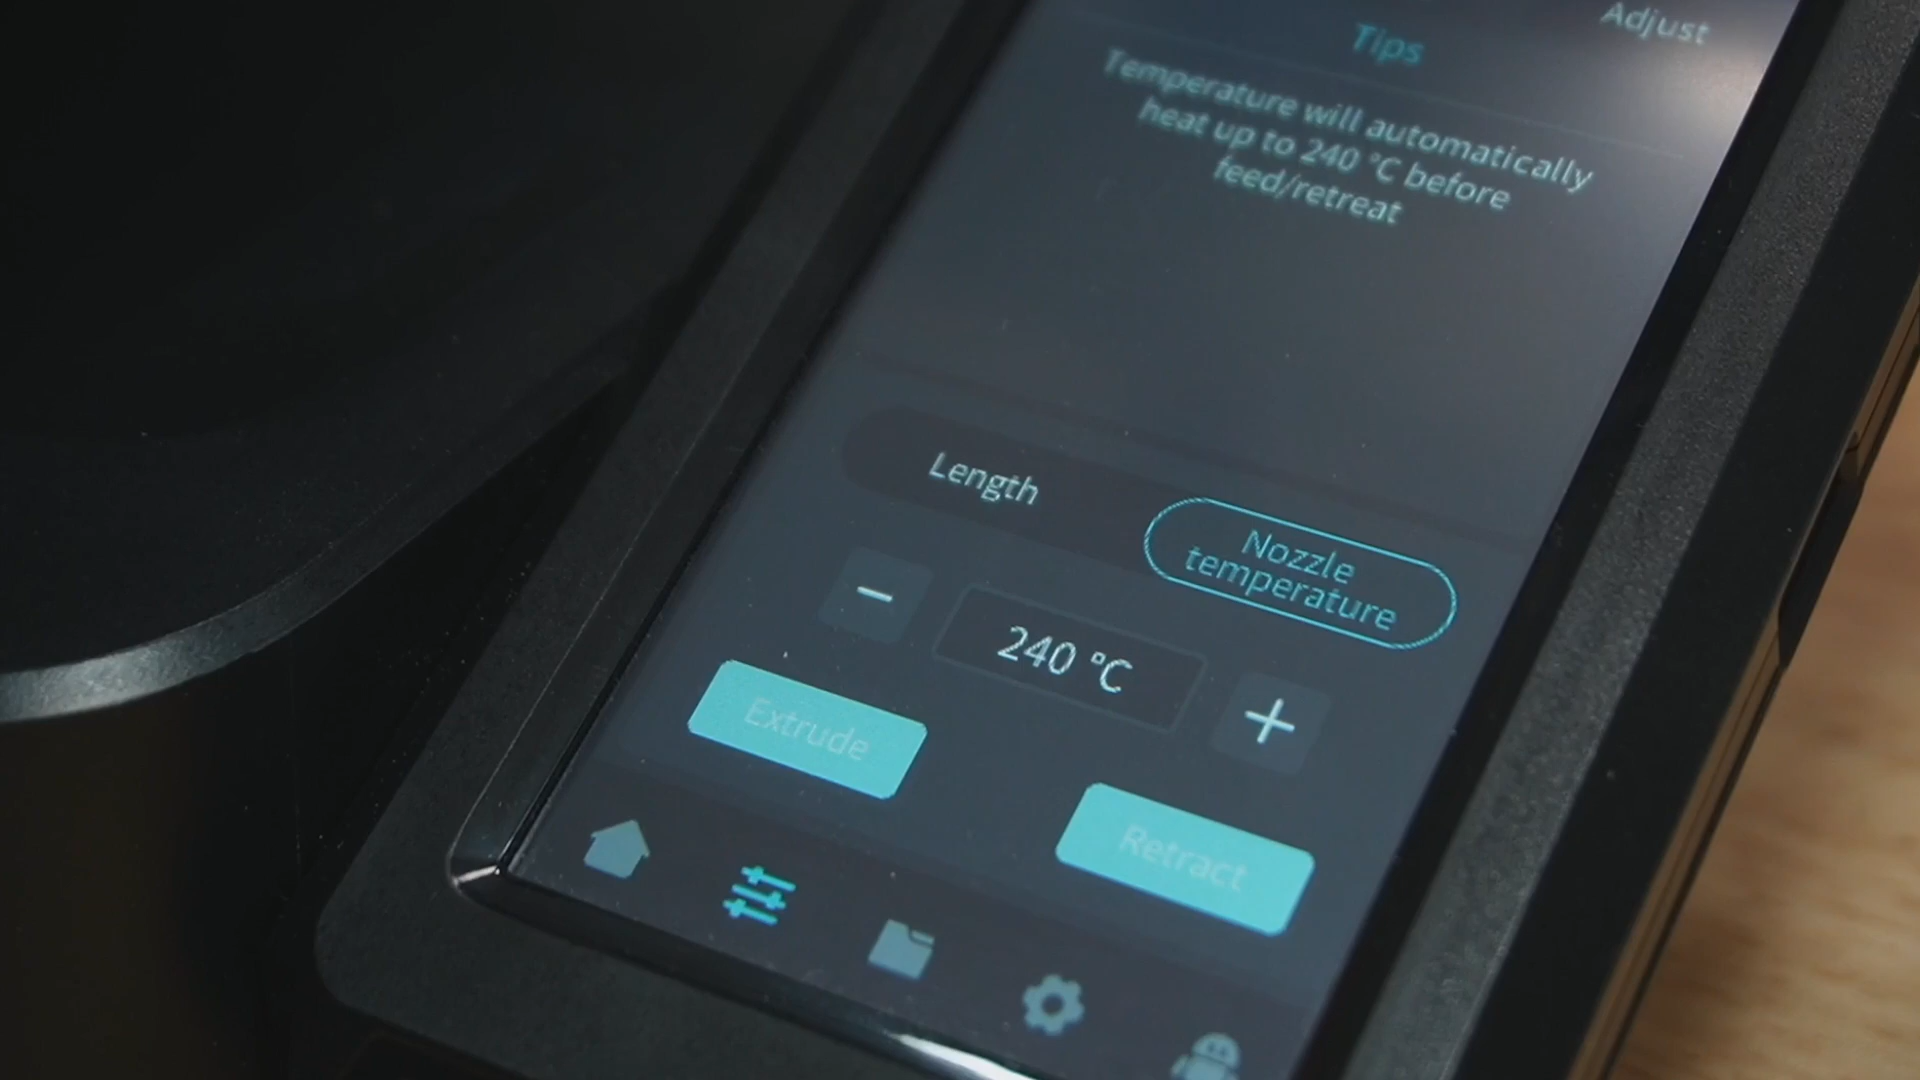 Adjust
Tips
Temperature will automatically
heat up to 240 °C before
feed/retreat
Length
Nozzle
temperature
−
240 °C
+
Extrude
Retract